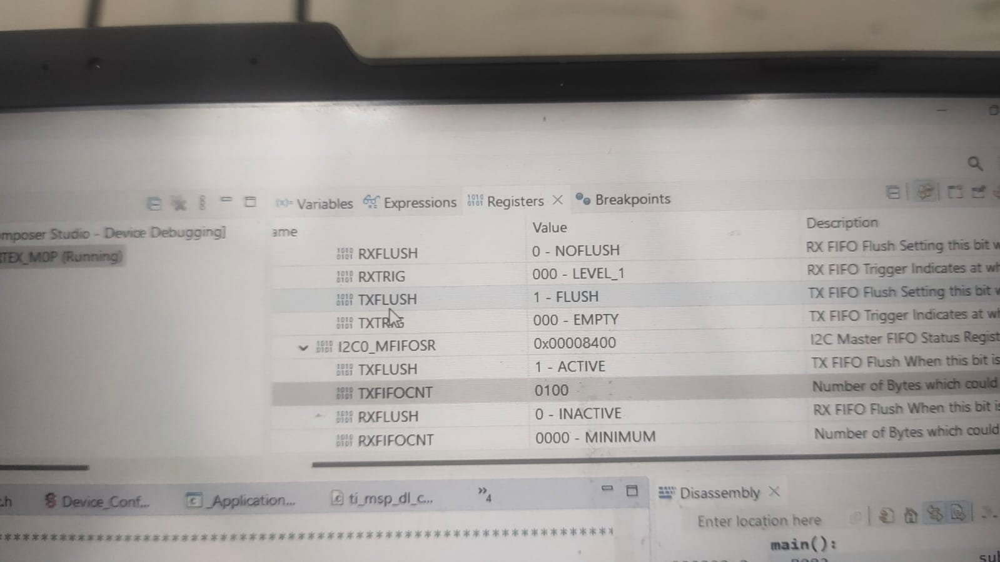 Variables Expressions Registers Breakpoints
mposer Studio - Device Debugging]
TEX_M0P (Running)
ame Value Description
RXFLUSH 0 - NOFLUSH RX FIFO Flush Setting this bit w
RXTRIG 000 - LEVEL_1 RX FIFO Trigger Indicates at wh
TXFLUSH 1 - FLUSH TX FIFO Flush Setting this bit w
TXTRIG 000 - EMPTY TX FIFO Trigger Indicates at wh
I2C0_MFIFOSR 0x00008400 I2C Master FIFO Status Regist
TXFLUSH 1 - ACTIVE TX FIFO Flush When this bit is
TXFIFOCNT 0100 Number of Bytes which could
RXFLUSH 0 - INACTIVE RX FIFO Flush When this bit is
RXFIFOCNT 0000 - MINIMUM Number of Bytes which could
.h Device_Conf... _Application... ti_msp_dl_c... »4
Disassembly
Enter location here
main():